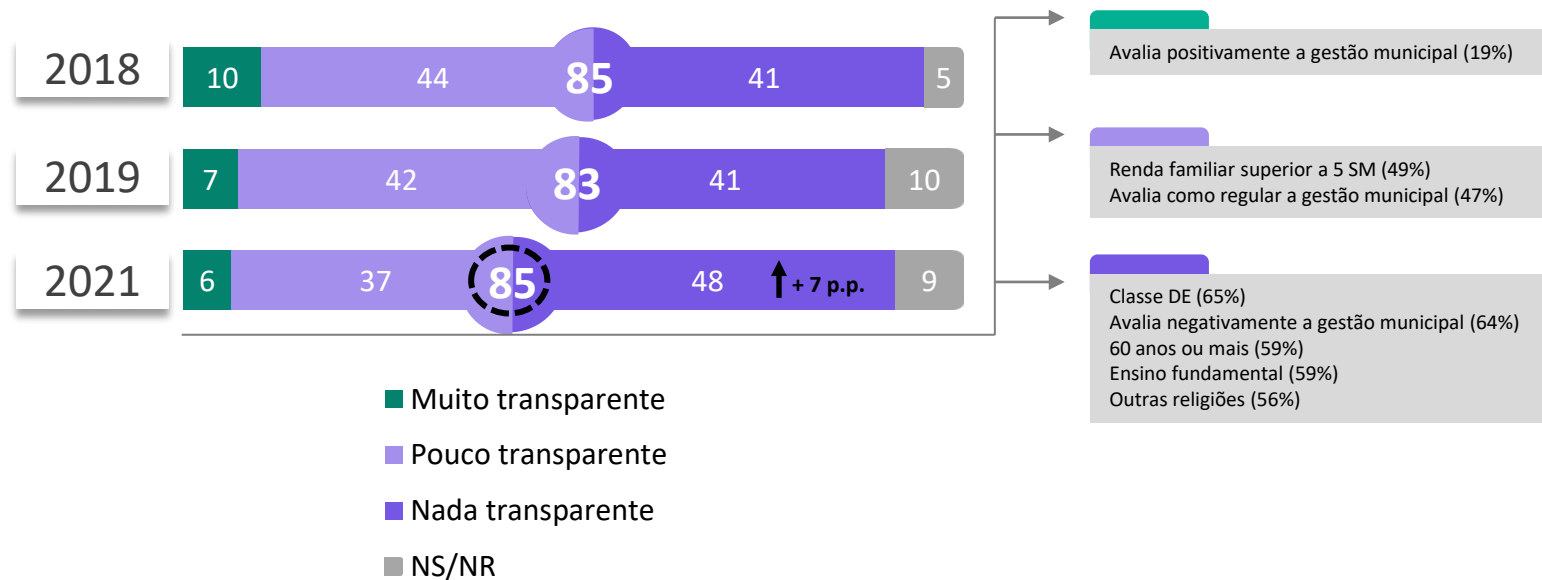 2018
10 44 85 41 5
2019
7 42 83 41 10
2021
6 37 85 48 + 7 p.p. 9
Muito transparente
Pouco transparente
Nada transparente
NS/NR
Avalia positivamente a gestão municipal (19%)
Renda familiar superior a 5 SM (49%)
Avalia como regular a gestão municipal (47%)
Classe DE (65%)
Avalia negativamente a gestão municipal (64%)
60 anos ou mais (59%)
Ensino fundamental (59%)
Outras religiões (56%)